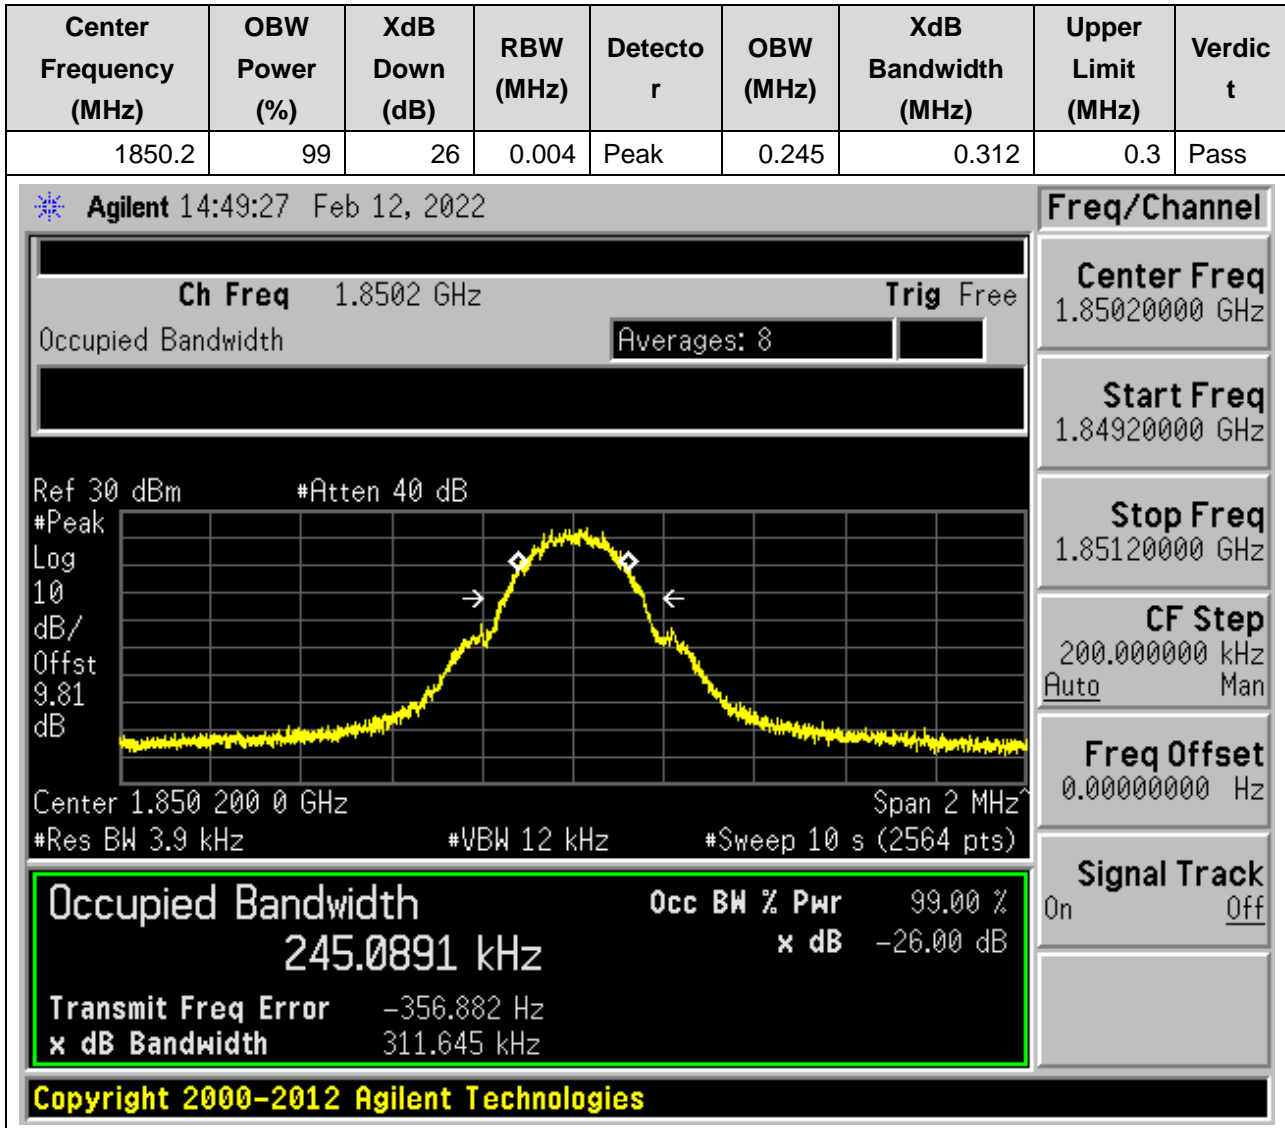 Center Frequency (MHz) OBW Power (%) XdB Down (dB) RBW (MHz) Detecto r OBW (MHz) XdB Bandwidth (MHz) Upper Limit (MHz) Verdic t
1850.2 99 26 0.004 Peak 0.245 0.312 0.3 Pass
Agilent 14:49:27 Feb 12, 2022
Ch Freq 1.8502 GHz Trig Free
Occupied Bandwidth Averages: 8
Ref 30 dBm #Atten 40 dB
#Peak
Log
10
dB/
Offst
9.81
dB
Center 1.850 200 0 GHz Span 2 MHz^
#Res BW 3.9 kHz #VBW 12 kHz #Sweep 10 s (2564 pts)
Occupied Bandwidth Occ BW % Pwr 99.00 %
245.0891 kHz x dB -26.00 dB
Transmit Freq Error -356.882 Hz
x dB Bandwidth 311.645 kHz
Copyright 2000-2012 Agilent Technologies
Freq/Channel
Center Freq
1.85020000 GHz
Start Freq
1.84920000 GHz
Stop Freq
1.85120000 GHz
CF Step
200.000000 kHz
Auto Man
Freq Offset
0.00000000 Hz
Signal Track
On Off